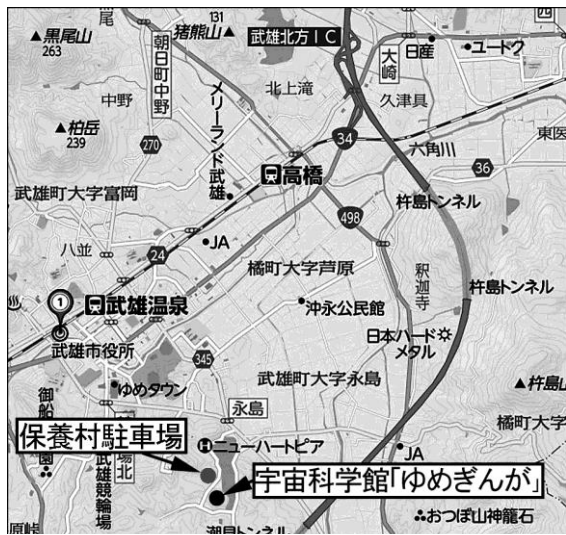 黒尾山
263
猪熊山
131
武雄北方IC
西
朝日町中野
中野
大崎
日産
ユートク
北上滝
久津具
柏岳
239
メリーランド武雄
270
34
東医
六角川
高橋
36
武雄町大字富岡
杵島トンネル
498
八並
JA
24
橘町大字芦原
釈迦寺
1
武雄温泉
沖永公民館
杵島トンネル
武雄市役所
日本ハードメタル
345
ゆめタウン
武雄町大字永島
杵島山
御船
園
永島
橘町大字
保養村駐車場
場北
ニューハートピア
JA
武雄競輪場
宇宙科学館「ゆめぎんが」
原峠
潮見トンネル
おつぼ山神籠石